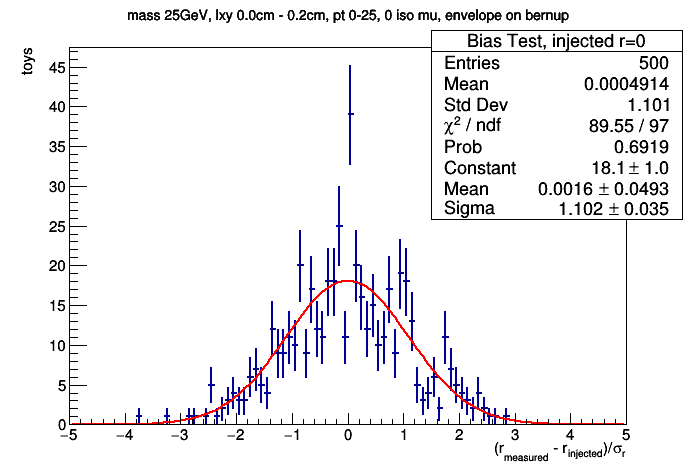 mass 25GeV, lxy 0.0cm - 0.2cm, pt 0-25, 0 iso mu, envelope on bernup
Bias Test, injected r=0
Entries 500
Mean 0.0004914
Std Dev 1.101
χ² / ndf 89.55 / 97
Prob 0.6919
Constant 18.1 ± 1.0
Mean 0.0016 ± 0.0493
Sigma 1.102 ± 0.035
toys
45
40
35
30
25
20
15
10
5
0
−5 −4 −3 −2 −1 0 1 2 3 4 5
(r_measured - r_injected)/σ_r